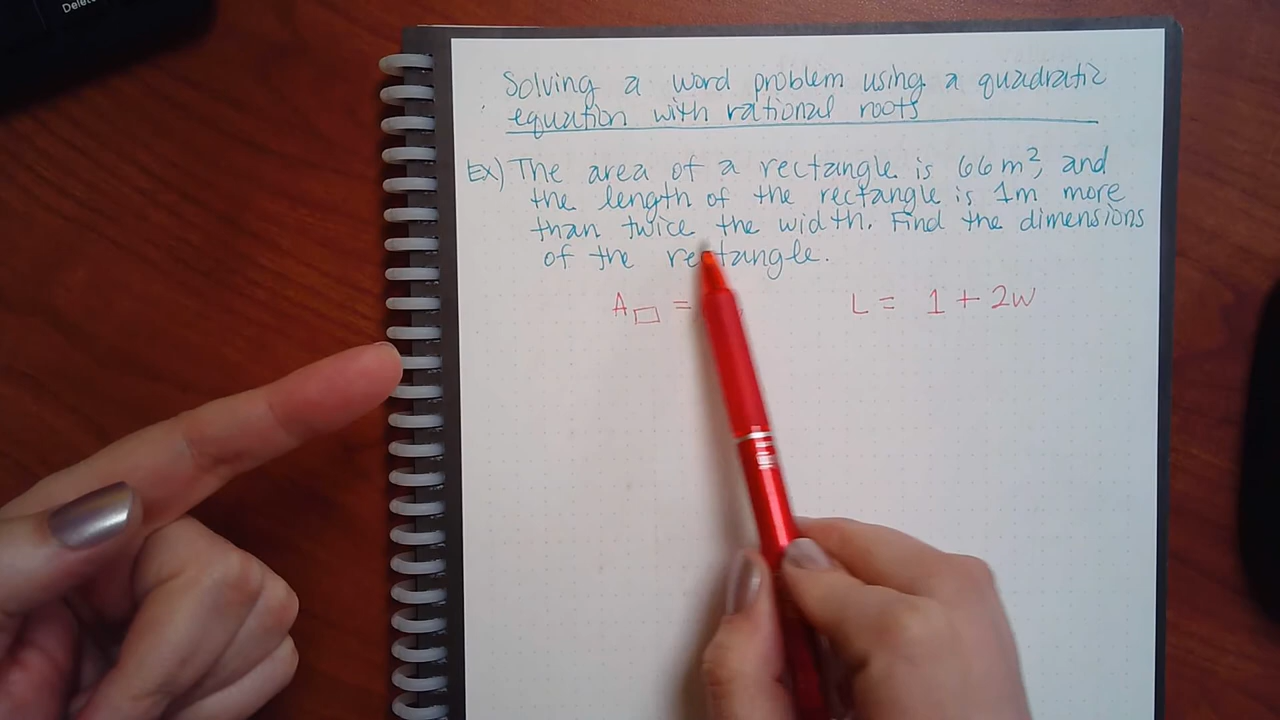 Delete
Solving a word problem using a quadratic
equation with rational roots
Ex) The area of a rectangle is 66 m², and
the length of the rectangle is 1m more
than twice the width. Find the dimensions
of the rectangle.
A▭ = L = 1 + 2w